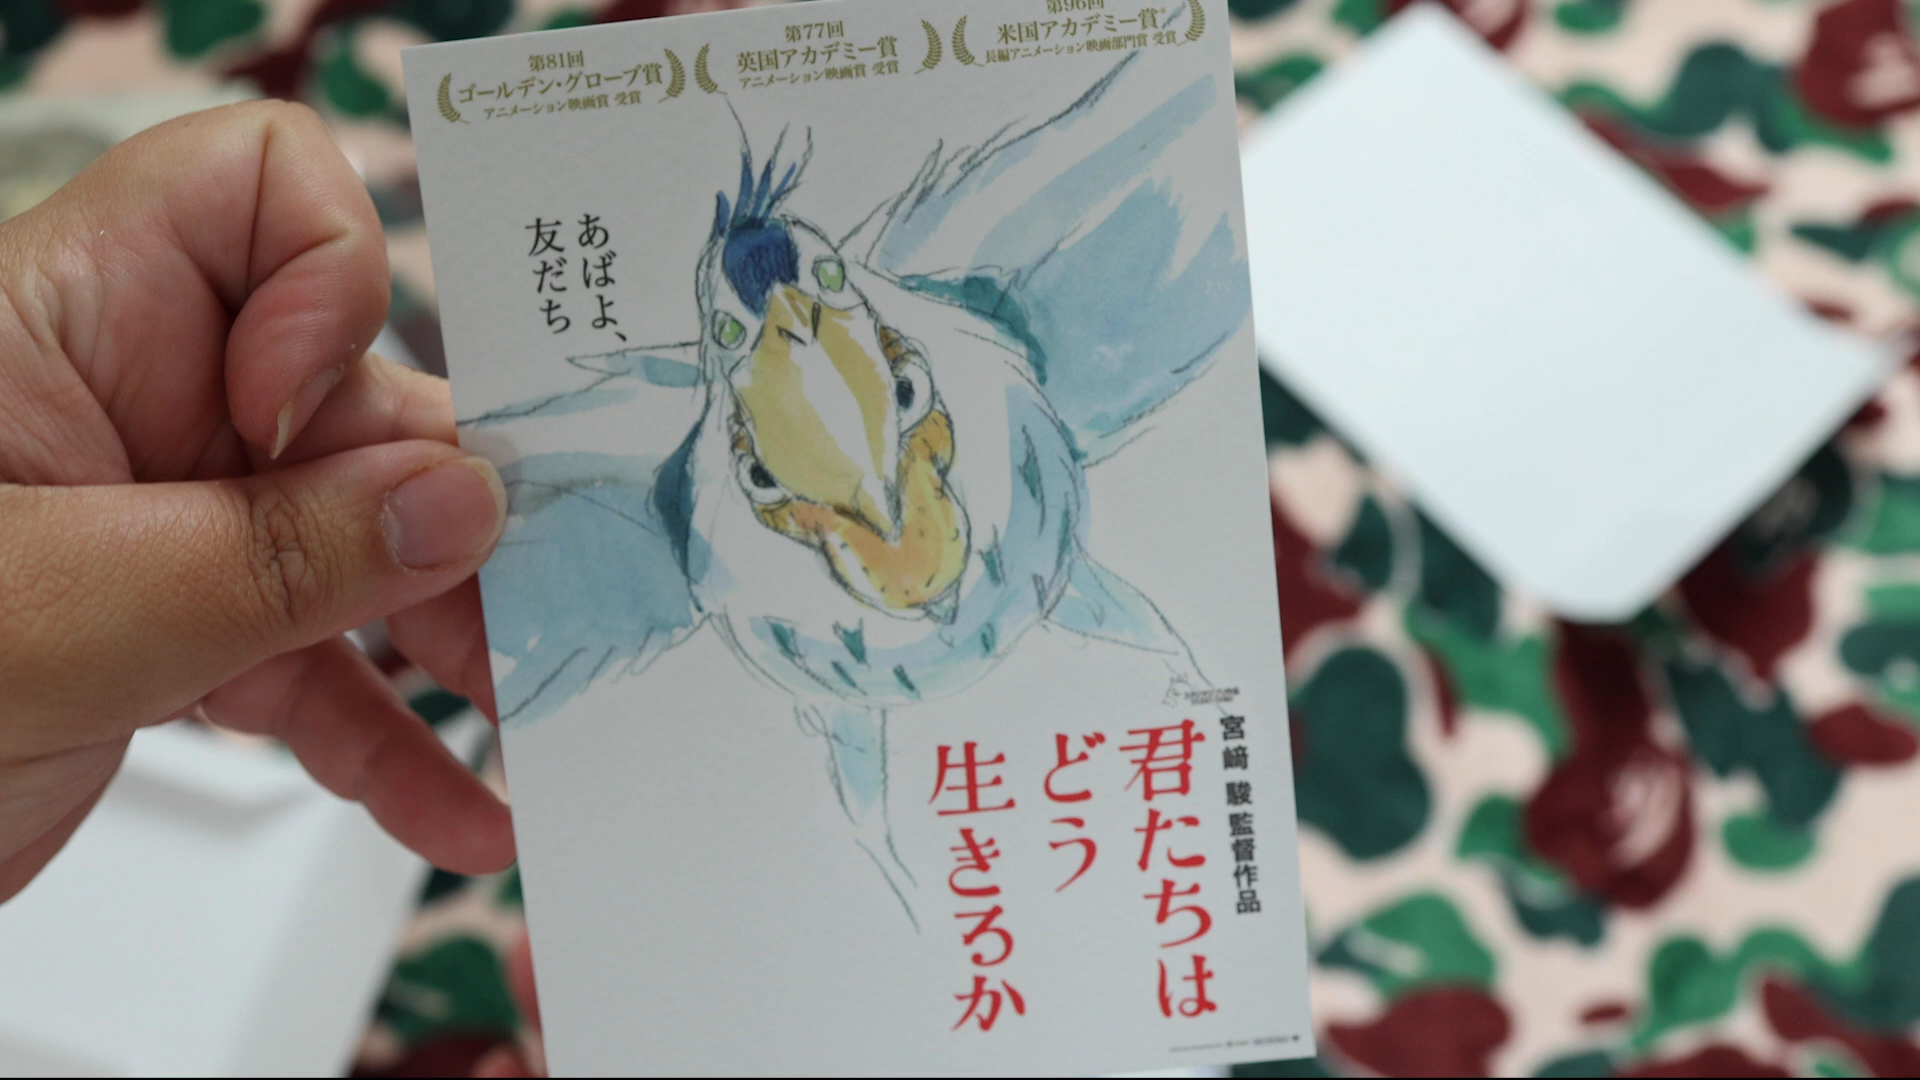 第81回
ゴールデン・グローブ賞
アニメーション映画賞 受賞
第77回
英国アカデミー賞
アニメーション映画賞 受賞
第96回
米国アカデミー賞
長編アニメーション映画部門賞 受賞
あばよ、
友だち
宮﨑 駿 監督作品
君たちは
どう
生きるか